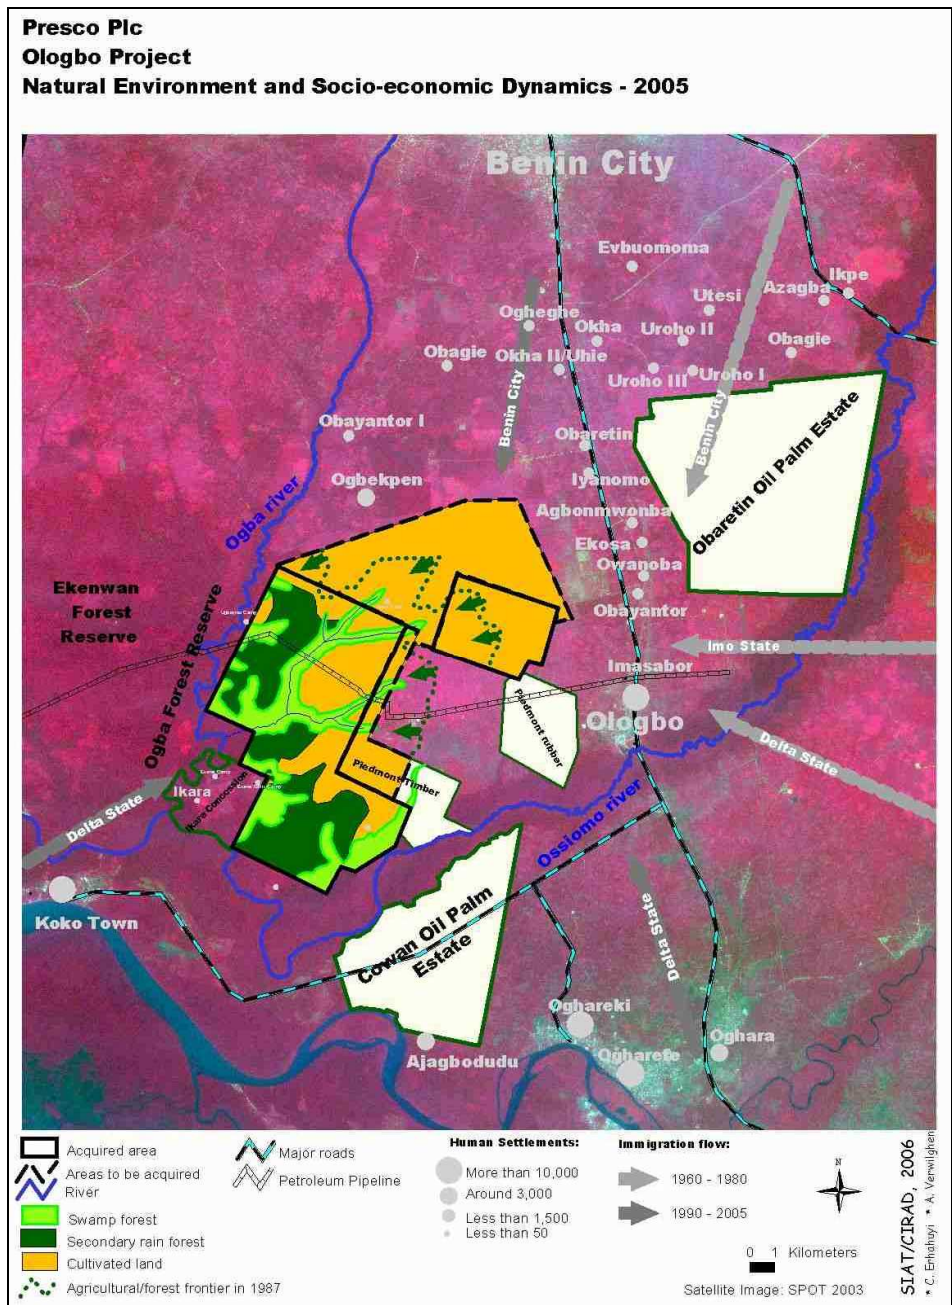 Presco Plc
Ologbo Project
Natural Environment and Socio-economic Dynamics - 2005
Benin City
Evbuomoma
Ikpe
Azagba
Utesi
Ogheghe
Okha
Uroho II
Obagie
Okha II/Uhie
Obagie
Uroho III
Uroho I
Benin City
Benin City
Obayantor I
Obaretin
Iyanomo
Obaretin Oil Palm Estate
Ogbekpen
Ogba river
Agbonmwonba
Ekosa
Owanoba
Obayantor
Ekenwan
Forest
Reserve
Ogba Forest Reserve
Imo State
Imasabor
Piedmont rubber
Ologbo
Delta State
Piedmont Timber
Ikara
Ikara Concession
Delta State
Ossiomo river
Koko Town
Cowan Oil Palm
Estate
Delta State
Oghareki
Oghara
Ajagbodudu
Ogharefe
Acquired area
Areas to be acquired
River
Swamp forest
Secondary rain forest
Cultivated land
Agricultural/forest frontier in 1987
Major roads
Petroleum Pipeline
Human Settlements:
More than 10,000
Around 3,000
Less than 1,500
Less than 50
Immigration flow:
1960 - 1980
1990 - 2005
N
0 1 Kilometers
Satellite Image: SPOT 2003
SIAT/CIRAD, 2006
* C. Enhahuyi * A. Verwilghen